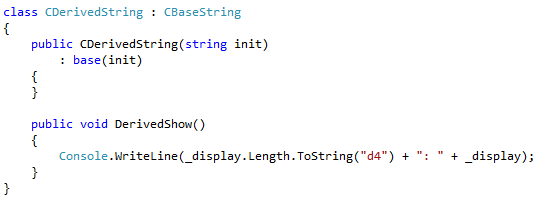 class CDerivedString : CBaseString
{
    public CDerivedString(string init)
        : base(init)
    {
    }

    public void DerivedShow()
    {
        Console.WriteLine(_display.Length.ToString("d4") + ": " + _display);
    }
}